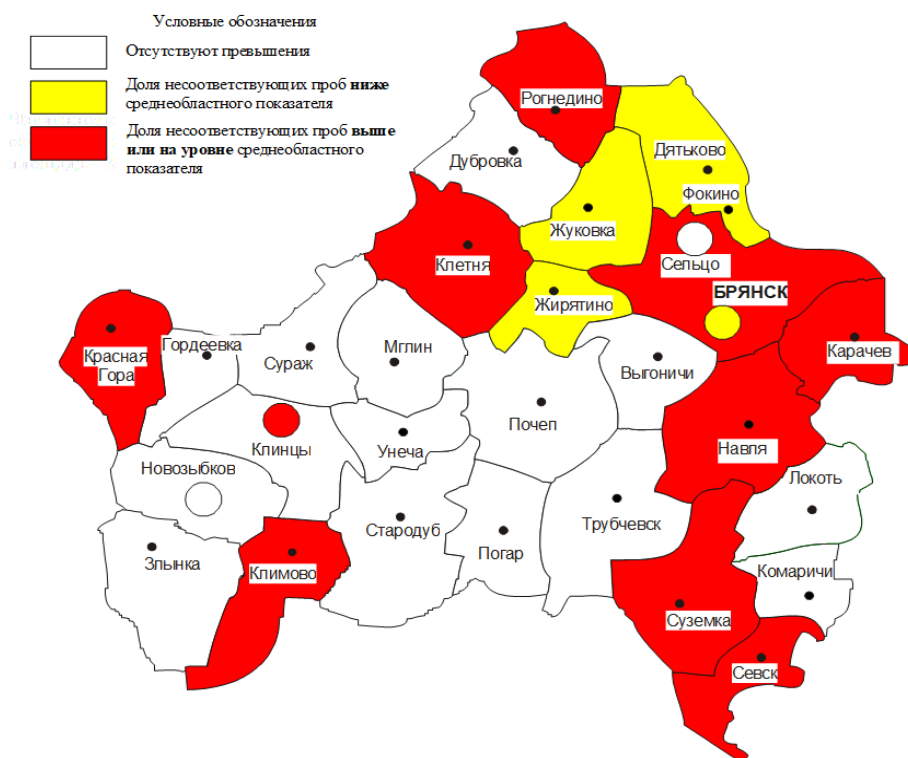 Условные обозначения
Отсутствуют превышения
Доля несоответствующих проб ниже
среднеобластного показателя
Доля несоответствующих проб выше
или на уровне среднеобластного
показателя
Рогнедино
Дубровка
Дятьково
Фокино
Жуковка
Клетня
Сельцо
Жирятино
БРЯНСК
Красная
Гора
Гордеевка
Сураж
Мглин
Выгоничи
Карачев
Клинцы
Унеча
Почеп
Навля
Новозыбков
Локоть
Стародуб
Погар
Трубчевск
Злынка
Климово
Комаричи
Суземка
Севск